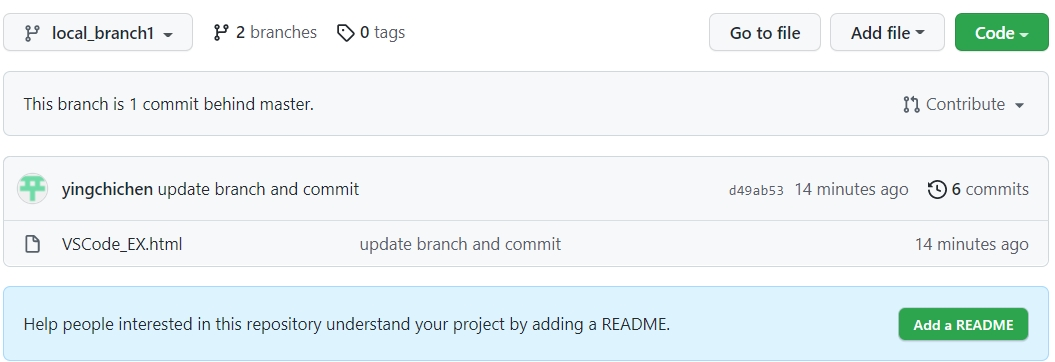 local_branch1 2 branches 0 tags Go to file Add file Code
This branch is 1 commit behind master. Contribute
yingchichen update branch and commit d49ab53 14 minutes ago 6 commits
VSCode_EX.html update branch and commit 14 minutes ago
Help people interested in this repository understand your project by adding a README. Add a README